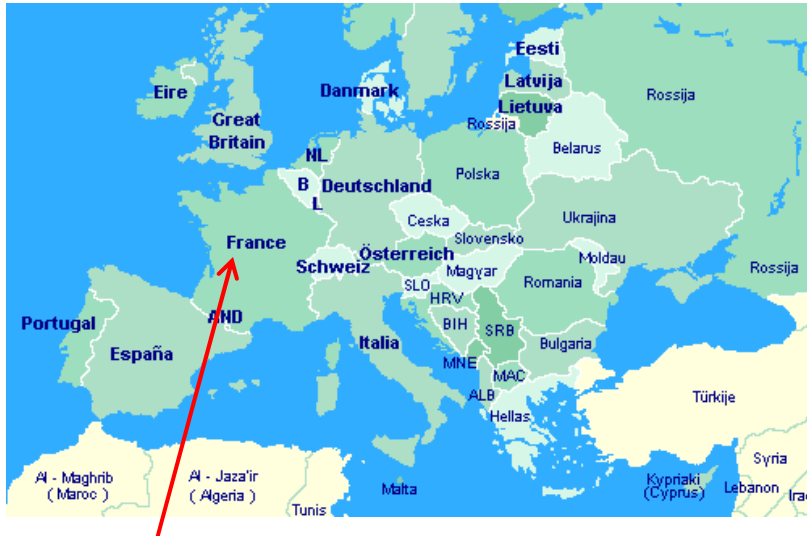 Eesti
Latvija
Lietuva
Rossija
Rossija
Belarus
Eire
Great
Britain
Danmark
NL
B
L
Deutschland
Polska
Ukrajina
Ceska
Slovensko
France
Schweiz
Österreich
Magyar
Moldau
Romania
Rossija
SLO
HRV
BIH
SRB
Bulgaria
Portugal
AND
España
Italia
MNE
MAC
ALB
Hellas
Türkije
Al - Maghrib
( Maroc )
Al - Jaza'ir
( Algeria )
Tunis
Malta
Kypriaki
(Cyprus)
Syria
Lebanon
Ira